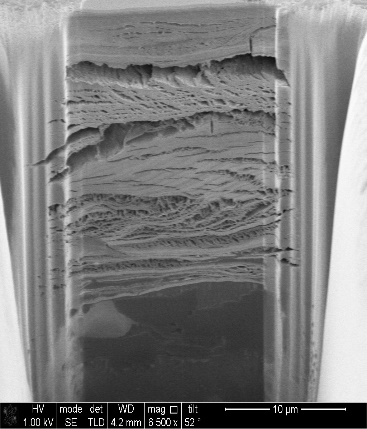 HV mode det WD mag □ tilt 10 µm
1.00 kV SE TLD 4.2 mm 6 500 x 52 °